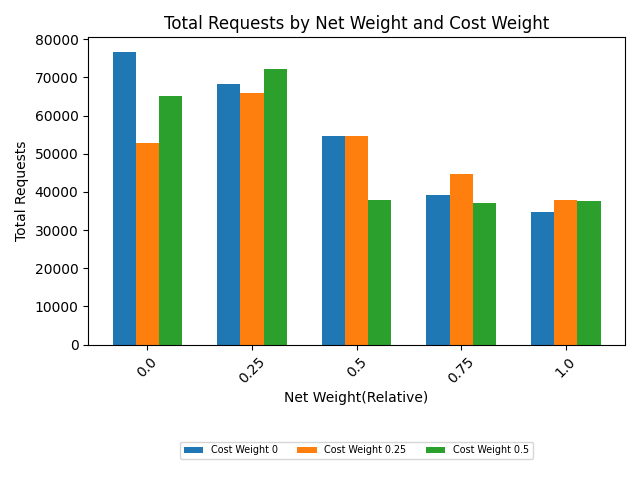 Total Requests by Net Weight and Cost Weight
80000
70000
60000
50000
40000
30000
20000
10000
0
Total Requests
0.0
0.25
0.5
0.75
1.0
Net Weight(Relative)
Cost Weight 0
Cost Weight 0.25
Cost Weight 0.5